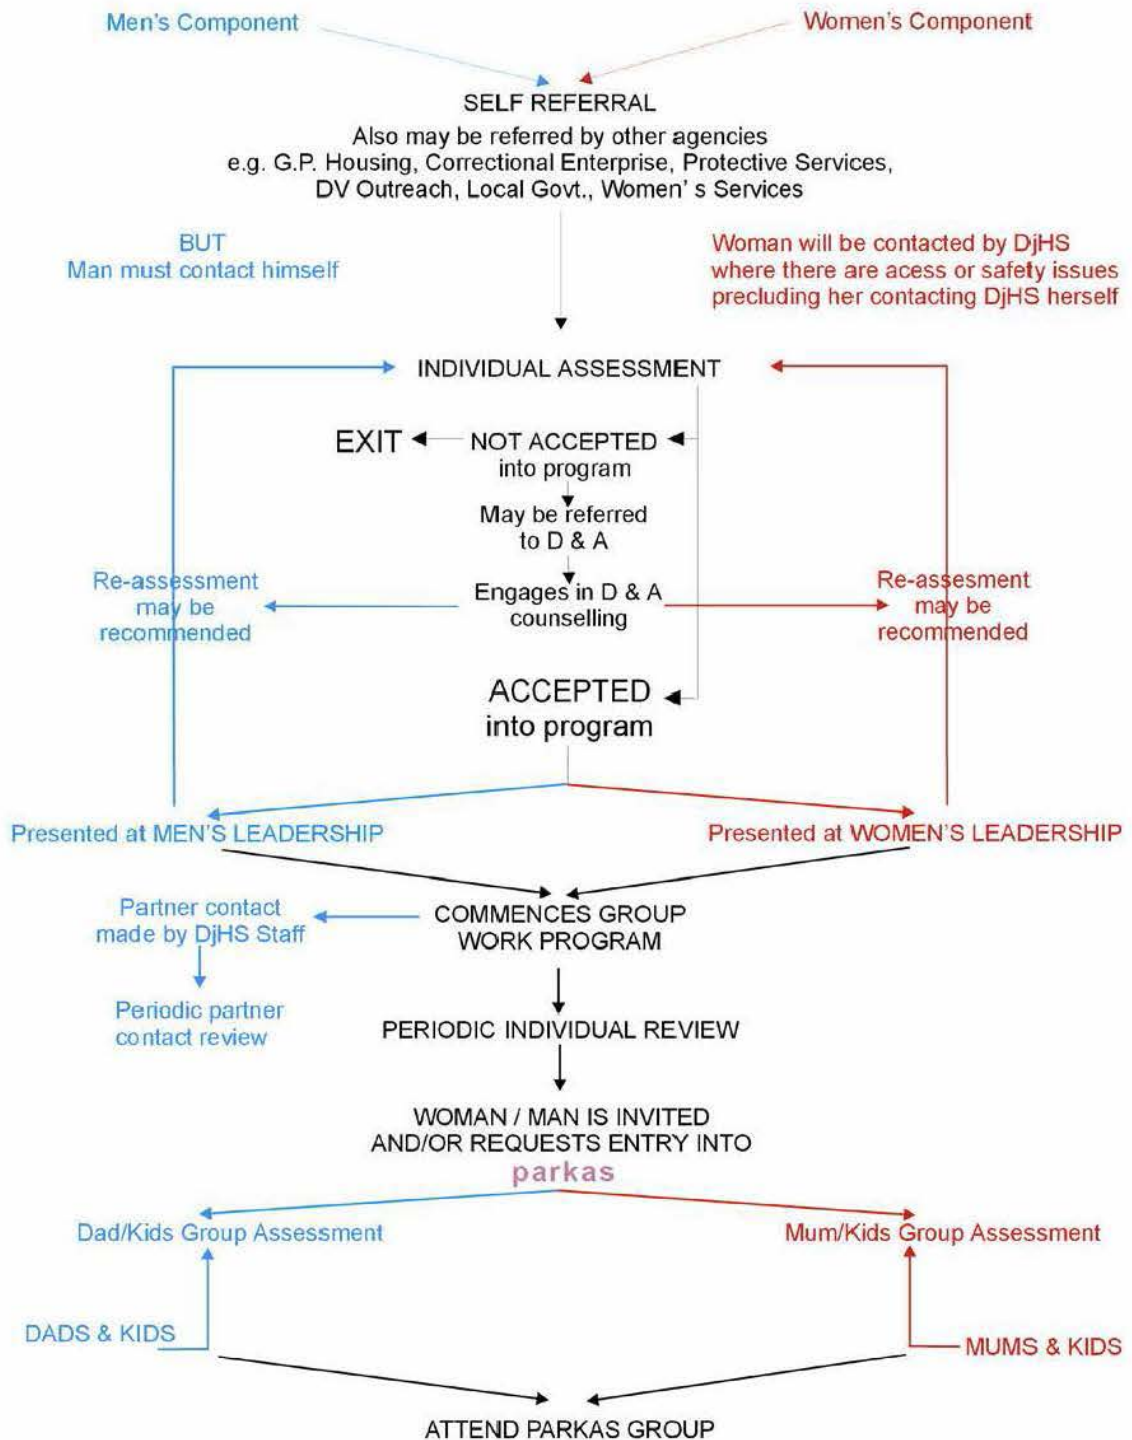 Men's Component
Women's Component
SELF REFERRAL
Also may be referred by other agencies
e.g. G.P. Housing, Correctional Enterprise, Protective Services,
DV Outreach, Local Govt., Women' s Services
BUT
Man must contact himself
Woman will be contacted by DjHS
where there are acess or safety issues
precluding her contacting DjHS herself
INDIVIDUAL ASSESSMENT
EXIT
NOT ACCEPTED
into program
May be referred
to D & A
Engages in D & A
counselling
Re-assessment
may be
recommended
Re-assesment
may be
recommended
ACCEPTED
into program
Presented at MEN'S LEADERSHIP
Presented at WOMEN'S LEADERSHIP
COMMENCES GROUP
WORK PROGRAM
Partner contact
made by DjHS Staff
Periodic partner
contact review
PERIODIC INDIVIDUAL REVIEW
WOMAN / MAN IS INVITED
AND/OR REQUESTS ENTRY INTO
parkas
Dad/Kids Group Assessment
Mum/Kids Group Assessment
DADS & KIDS
MUMS & KIDS
ATTEND PARKAS GROUP